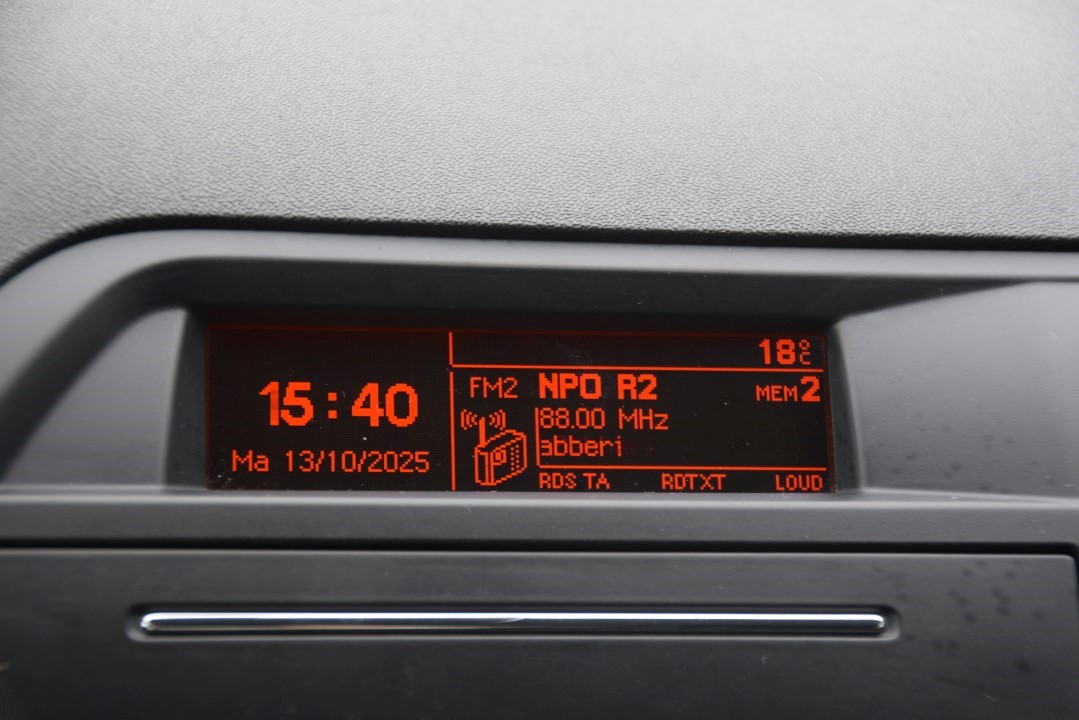 15:40
Ma 13/10/2025
18°C
FM2 NPO R2 MEM2
88.00 MHz
abberi
RDS TA RDTXT LOUD